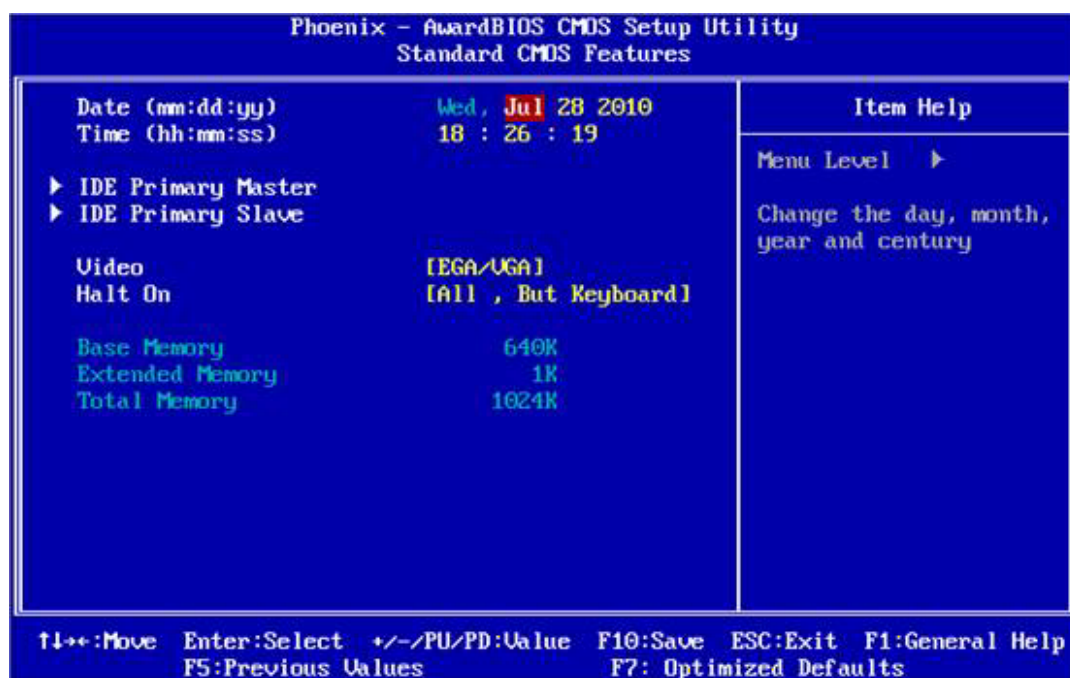 Phoenix - AwardBIOS CMOS Setup Utility
Standard CMOS Features
Date (mm:dd:yy) Wed, Jul 28 2010
Time (hh:mm:ss) 18 : 26 : 19
▶ IDE Primary Master
▶ IDE Primary Slave
Video [EGA/VGA]
Halt On [All , But Keyboard]
Base Memory 640K
Extended Memory 1K
Total Memory 1024K
Item Help
Menu Level ▶
Change the day, month,
year and century
↑↓→←:Move Enter:Select +/-/PU/PD:Value F10:Save ESC:Exit F1:General Help
F5:Previous Values F7: Optimized Defaults